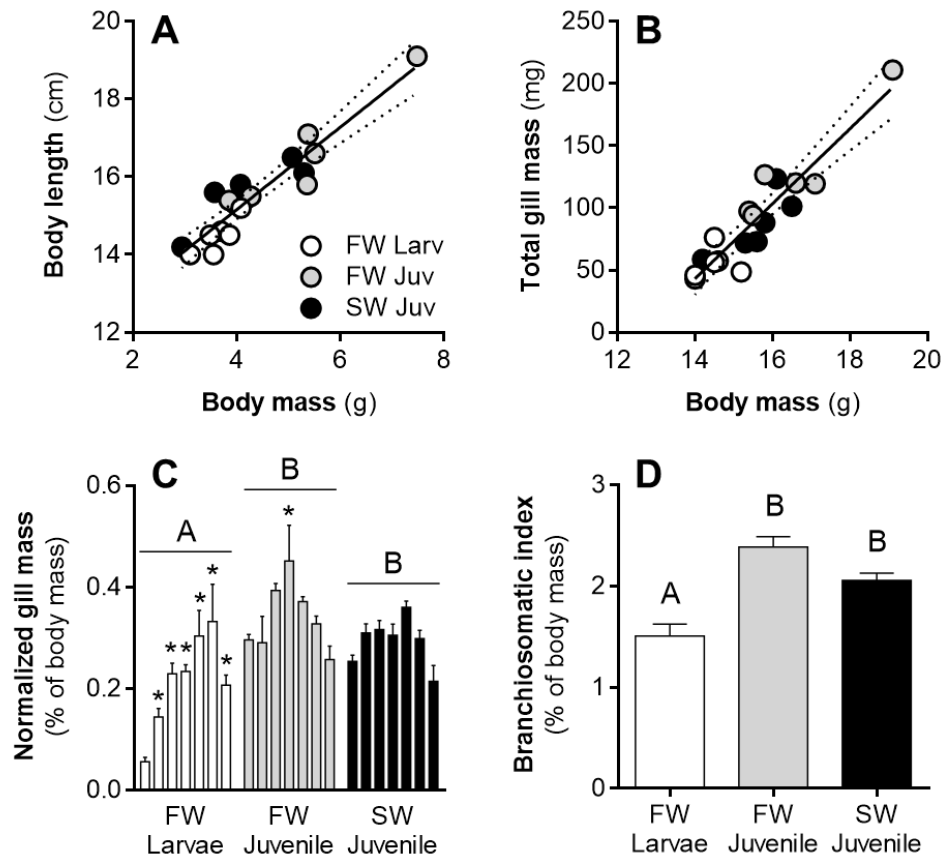 A
Body length (cm)
20
18
16
14
12
2
4
6
8
Body mass (g)
FW Larv
FW Juv
SW Juv
B
Total gill mass (mg)
250
200
150
100
50
0
12
14
16
18
20
Body mass (g)
C
Normalized gill mass
(% of body mass)
0.6
0.4
0.2
0.0
A
B
B
*
*
*
*
*
*
*
FW
Larvae
FW
Juvenile
SW
Juvenile
D
Branchiosomatic index
(% of body mass)
3
2
1
0
A
B
B
FW
Larvae
FW
Juvenile
SW
Juvenile